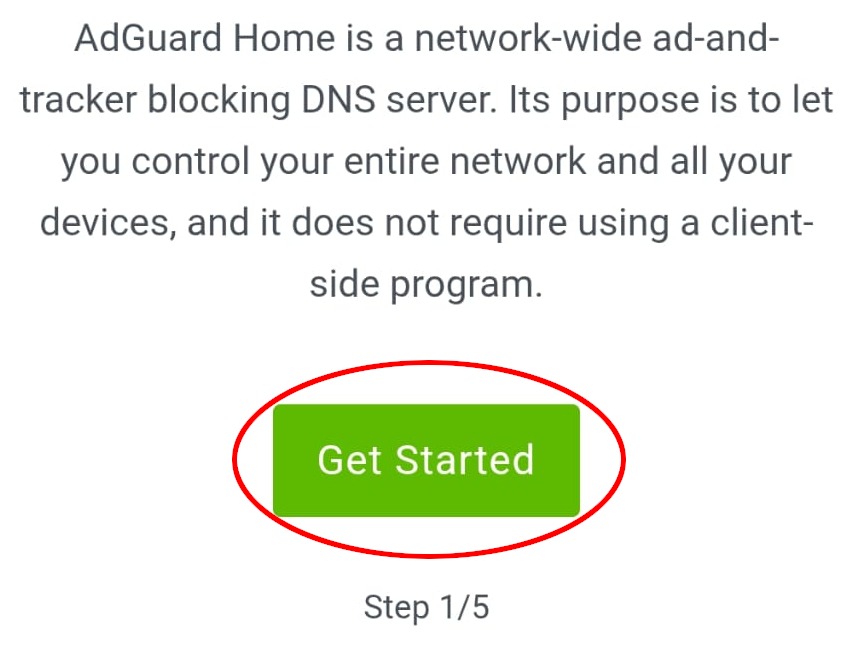 AdGuard Home is a network-wide ad-and-
tracker blocking DNS server. Its purpose is to let
you control your entire network and all your
devices, and it does not require using a client-
side program.
Get Started
Step 1/5